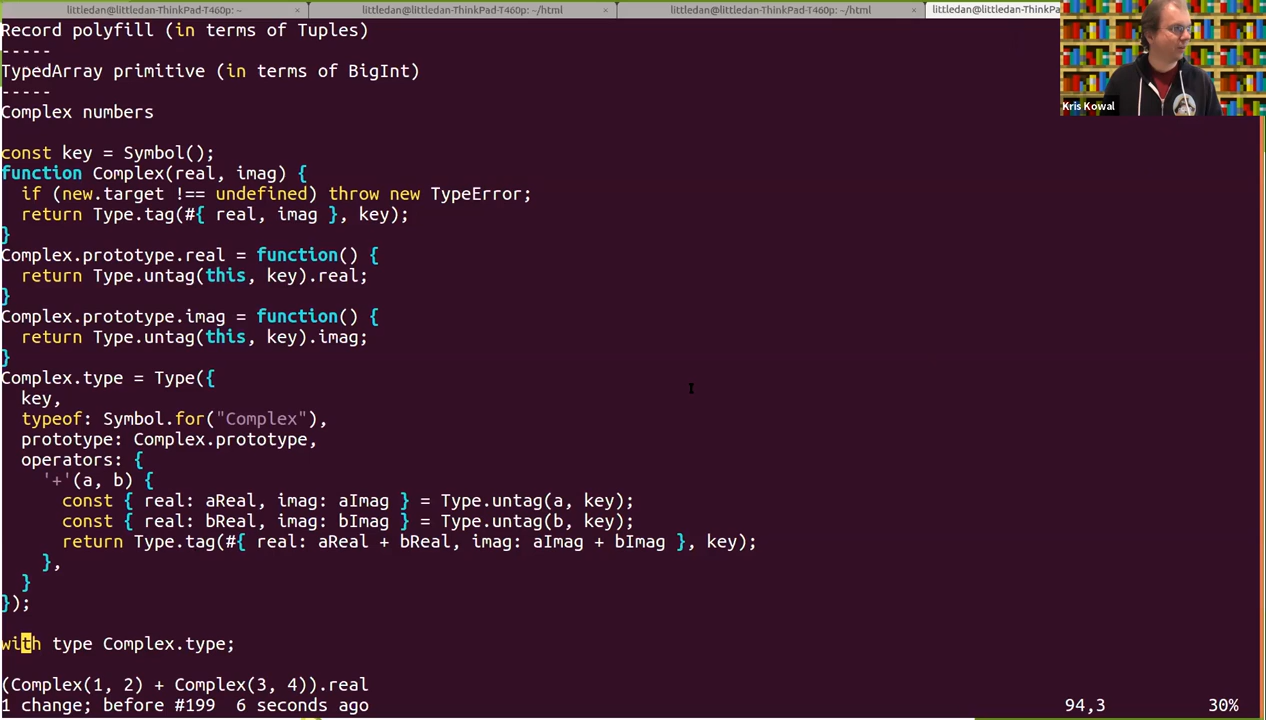 littledan@littledan-ThinkPad-T460p: ~ × littledan@littledan-ThinkPad-T460p: ~/html × littledan@littledan-ThinkPad-T460p: ~/html × littledan@littledan-ThinkPa
Record polyfill (in terms of Tuples)
-----
TypedArray primitive (in terms of BigInt)
-----
Complex numbers
Kris Kowal
const key = Symbol();
function Complex(real, imag) {
  if (new.target !== undefined) throw new TypeError;
  return Type.tag(#{ real, imag }, key);
}
Complex.prototype.real = function() {
  return Type.untag(this, key).real;
}
Complex.prototype.imag = function() {
  return Type.untag(this, key).imag;
}
Complex.type = Type({
  key,
  typeof: Symbol.for("Complex"),
  prototype: Complex.prototype,
  operators: {
    '+'(a, b) {
      const { real: aReal, imag: aImag } = Type.untag(a, key);
      const { real: bReal, imag: bImag } = Type.untag(b, key);
      return Type.tag(#{ real: aReal + bReal, imag: aImag + bImag }, key);
    },
  }
});
with type Complex.type;
(Complex(1, 2) + Complex(3, 4)).real
1 change; before #199  6 seconds ago 94,3 30%